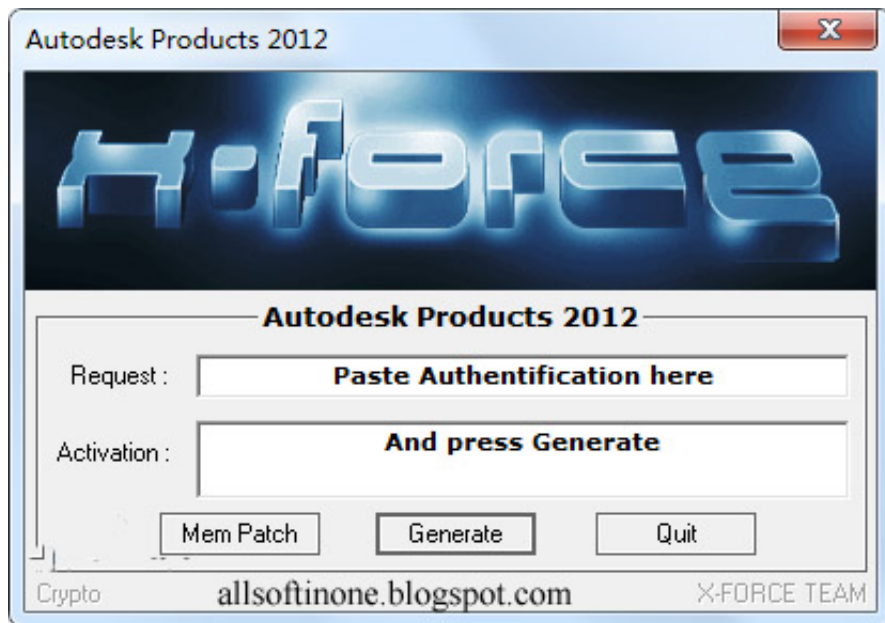 Autodesk Products 2012
X-force
Autodesk Products 2012
Request :
Paste Authentification here
Activation :
And press Generate
Mem Patch
Generate
Quit
Crypto
allsoftinone.blogspot.com
X-FORCE TEAM